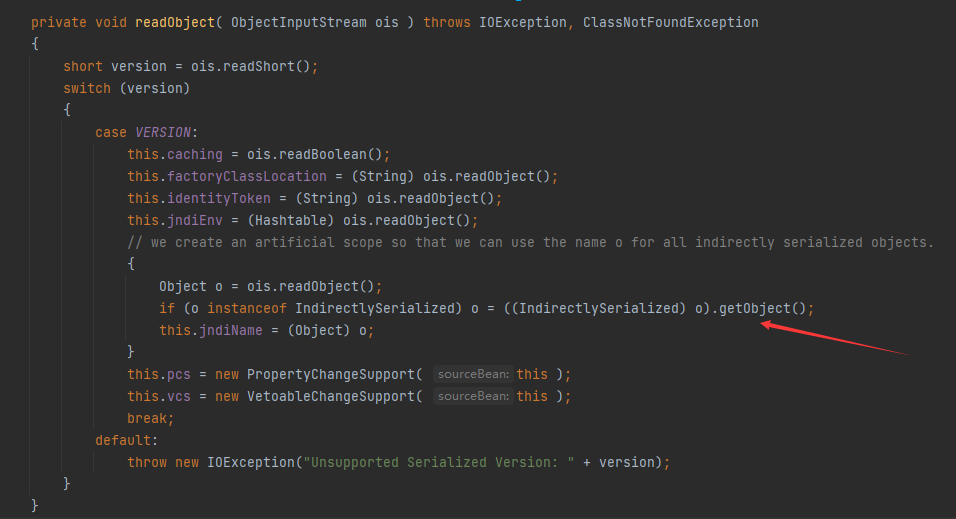 private void readObject( ObjectInputStream ois ) throws IOException, ClassNotFoundException
{
short version = ois.readShort();
switch (version)
{
case VERSION:
this.caching = ois.readBoolean();
this.factoryClassLocation = (String) ois.readObject();
this.identityToken = (String) ois.readObject();
this.jndiEnv = (Hashtable) ois.readObject();
// we create an artificial scope so that we can use the name o for all indirectly serialized objects.
{
Object o = ois.readObject();
if (o instanceof IndirectlySerialized) o = ((IndirectlySerialized) o).getObject();
this.jndiName = (Object) o;
}
this.pcs = new PropertyChangeSupport( sourceBean: this );
this.vcs = new VetoableChangeSupport( sourceBean: this );
break;
default:
throw new IOException("Unsupported Serialized Version: " + version);
}
}